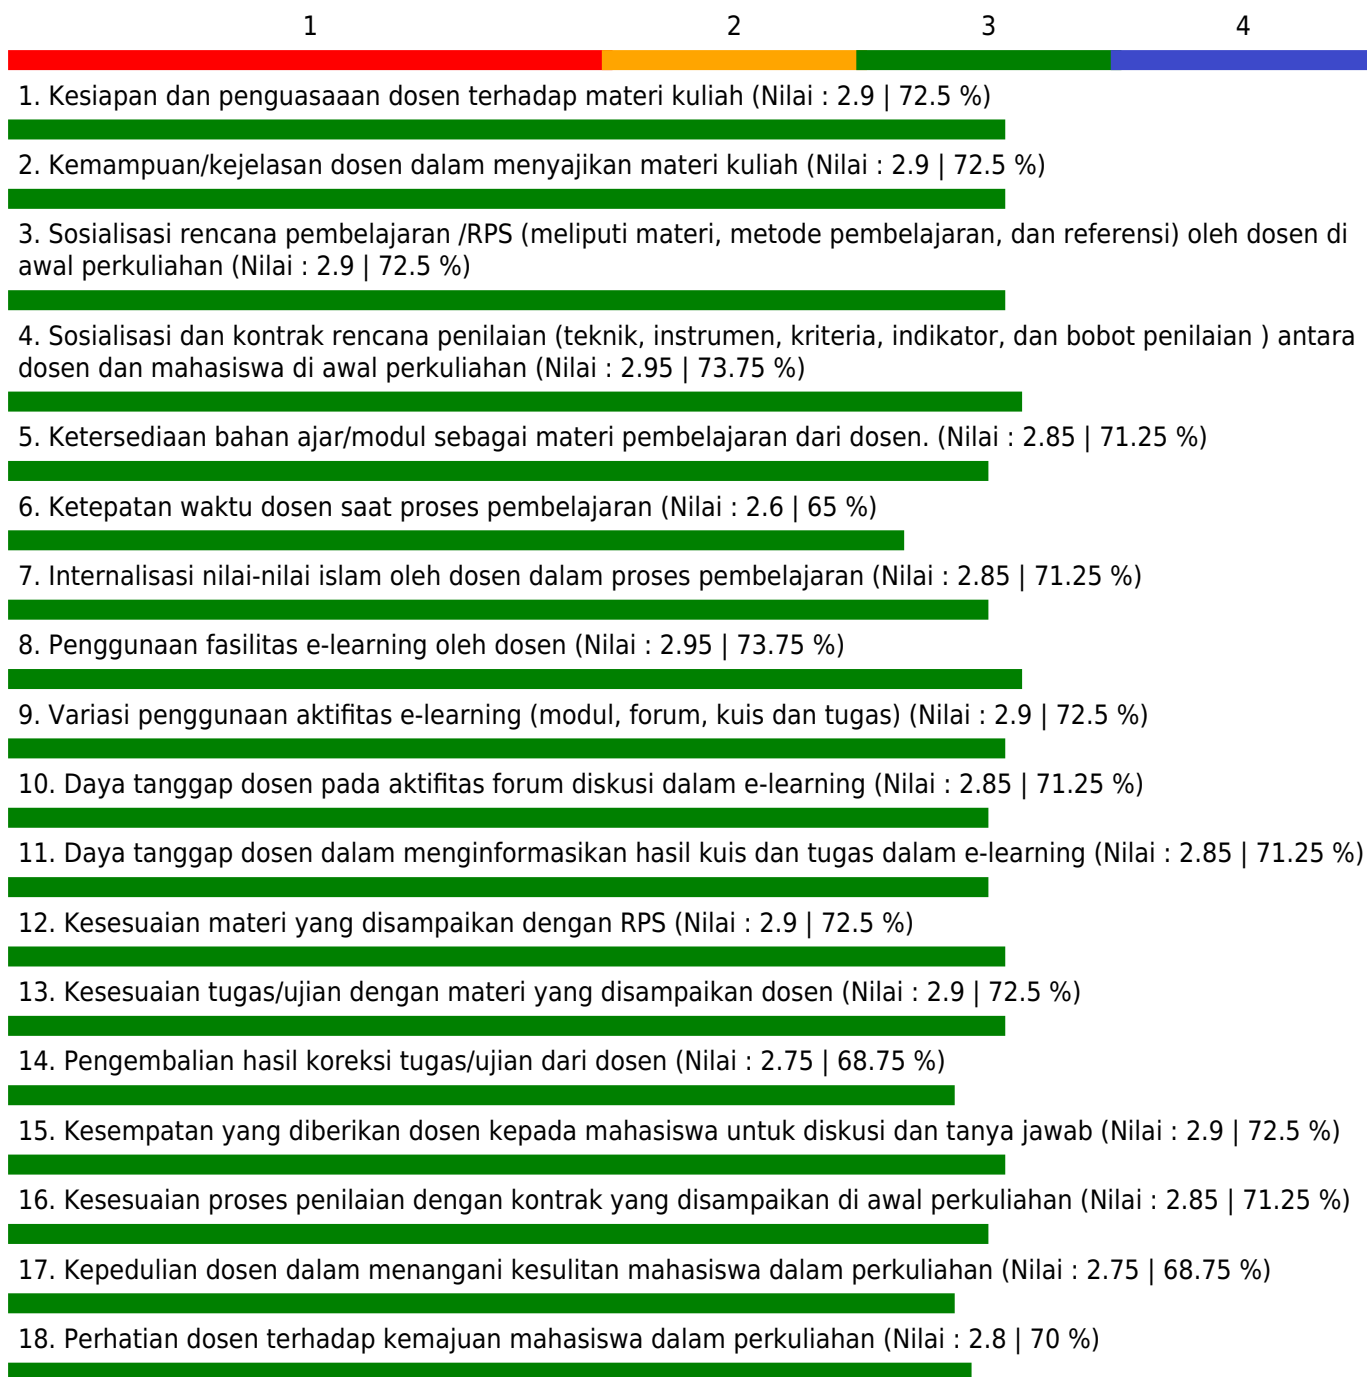 1 2 3 4
1. Kesiapan dan penguasaaan dosen terhadap materi kuliah (Nilai : 2.9 | 72.5 %)
2. Kemampuan/kejelasan dosen dalam menyajikan materi kuliah (Nilai : 2.9 | 72.5 %)
3. Sosialisasi rencana pembelajaran /RPS (meliputi materi, metode pembelajaran, dan referensi) oleh dosen di
awal perkuliahan (Nilai : 2.9 | 72.5 %)
4. Sosialisasi dan kontrak rencana penilaian (teknik, instrumen, kriteria, indikator, dan bobot penilaian ) antara
dosen dan mahasiswa di awal perkuliahan (Nilai : 2.95 | 73.75 %)
5. Ketersediaan bahan ajar/modul sebagai materi pembelajaran dari dosen. (Nilai : 2.85 | 71.25 %)
6. Ketepatan waktu dosen saat proses pembelajaran (Nilai : 2.6 | 65 %)
7. Internalisasi nilai-nilai islam oleh dosen dalam proses pembelajaran (Nilai : 2.85 | 71.25 %)
8. Penggunaan fasilitas e-learning oleh dosen (Nilai : 2.95 | 73.75 %)
9. Variasi penggunaan aktifitas e-learning (modul, forum, kuis dan tugas) (Nilai : 2.9 | 72.5 %)
10. Daya tanggap dosen pada aktifitas forum diskusi dalam e-learning (Nilai : 2.85 | 71.25 %)
11. Daya tanggap dosen dalam menginformasikan hasil kuis dan tugas dalam e-learning (Nilai : 2.85 | 71.25 %)
12. Kesesuaian materi yang disampaikan dengan RPS (Nilai : 2.9 | 72.5 %)
13. Kesesuaian tugas/ujian dengan materi yang disampaikan dosen (Nilai : 2.9 | 72.5 %)
14. Pengembalian hasil koreksi tugas/ujian dari dosen (Nilai : 2.75 | 68.75 %)
15. Kesempatan yang diberikan dosen kepada mahasiswa untuk diskusi dan tanya jawab (Nilai : 2.9 | 72.5 %)
16. Kesesuaian proses penilaian dengan kontrak yang disampaikan di awal perkuliahan (Nilai : 2.85 | 71.25 %)
17. Kepedulian dosen dalam menangani kesulitan mahasiswa dalam perkuliahan (Nilai : 2.75 | 68.75 %)
18. Perhatian dosen terhadap kemajuan mahasiswa dalam perkuliahan (Nilai : 2.8 | 70 %)